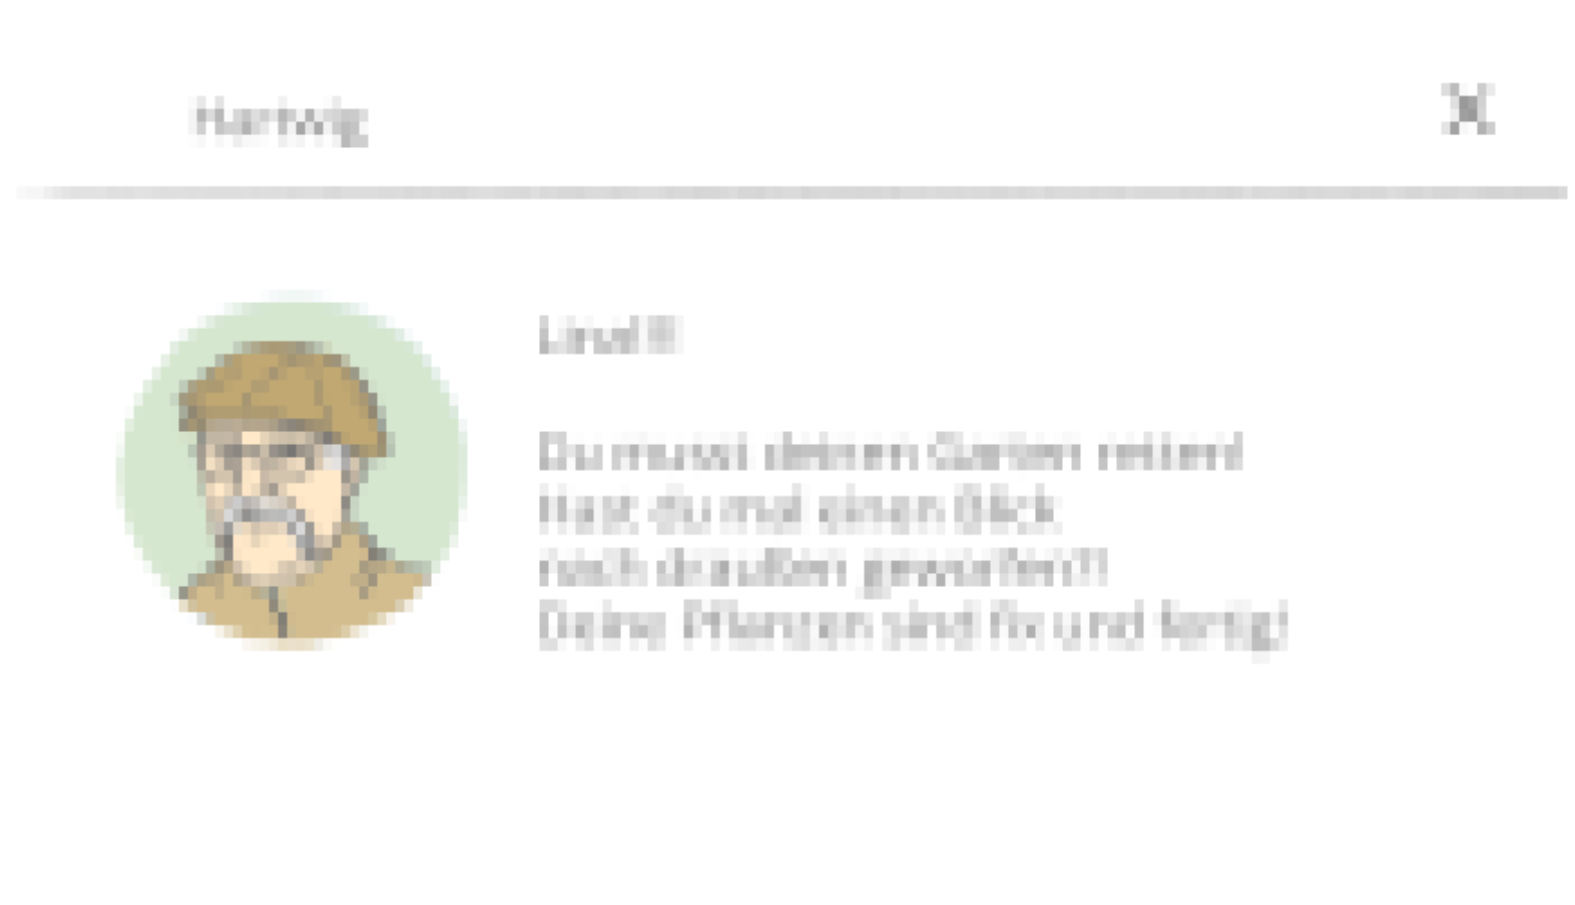 Hartwig
X
Du musst deinen Garten retten!
Hast du mal einen Blick
nach draußen geworfen?!
Deine Pflanzen sind fix und fertig!